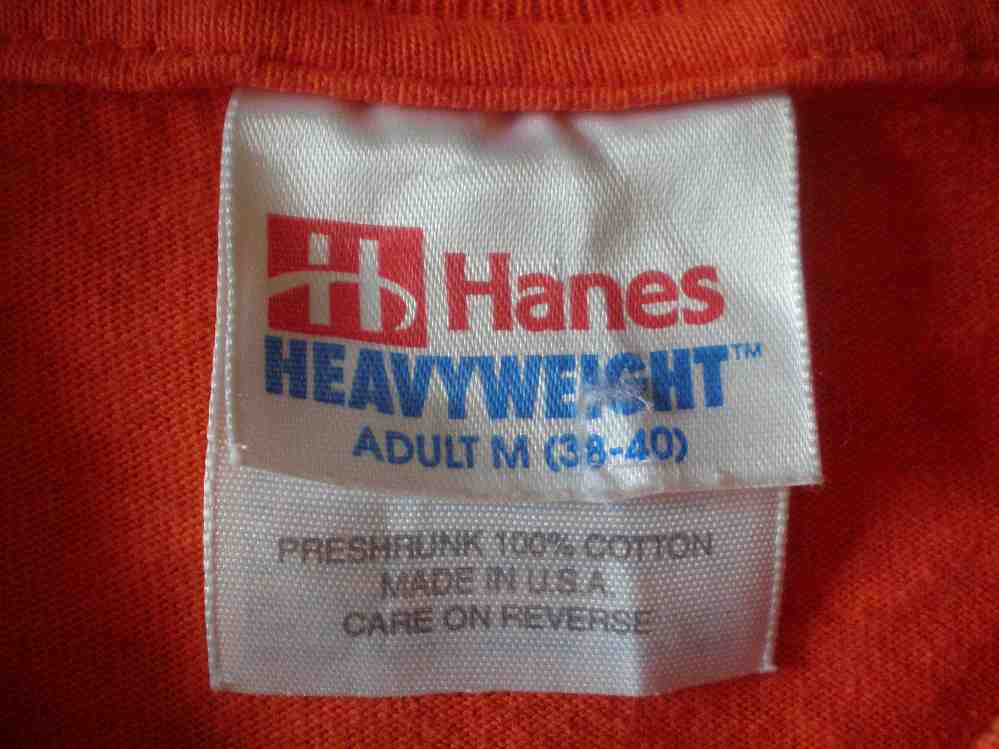 H Hanes
HEAVYWEIGHT™
ADULT M (38-40)
PRESHRUNK 100% COTTON
MADE IN U.S.A.
CARE ON REVERSE